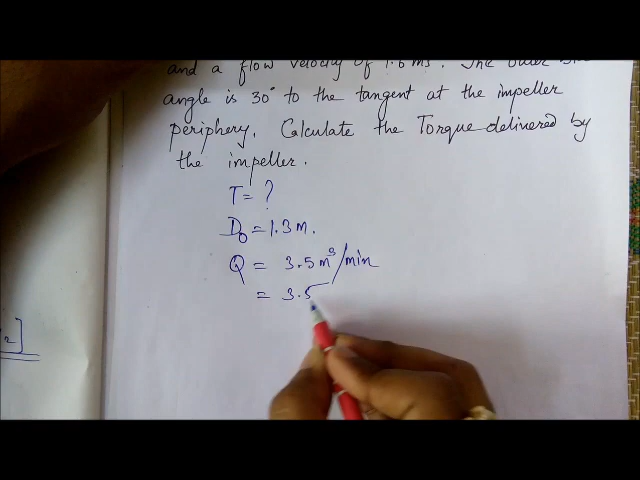 and a flow velocity of 1.6 m/s. The outer
angle is 30° to the tangent at the impeller
periphery. Calculate the Torque delivered by
the impeller.
T = ?
D₀ = 1.3 m.
Q = 3.5 m³/min
= 3.5